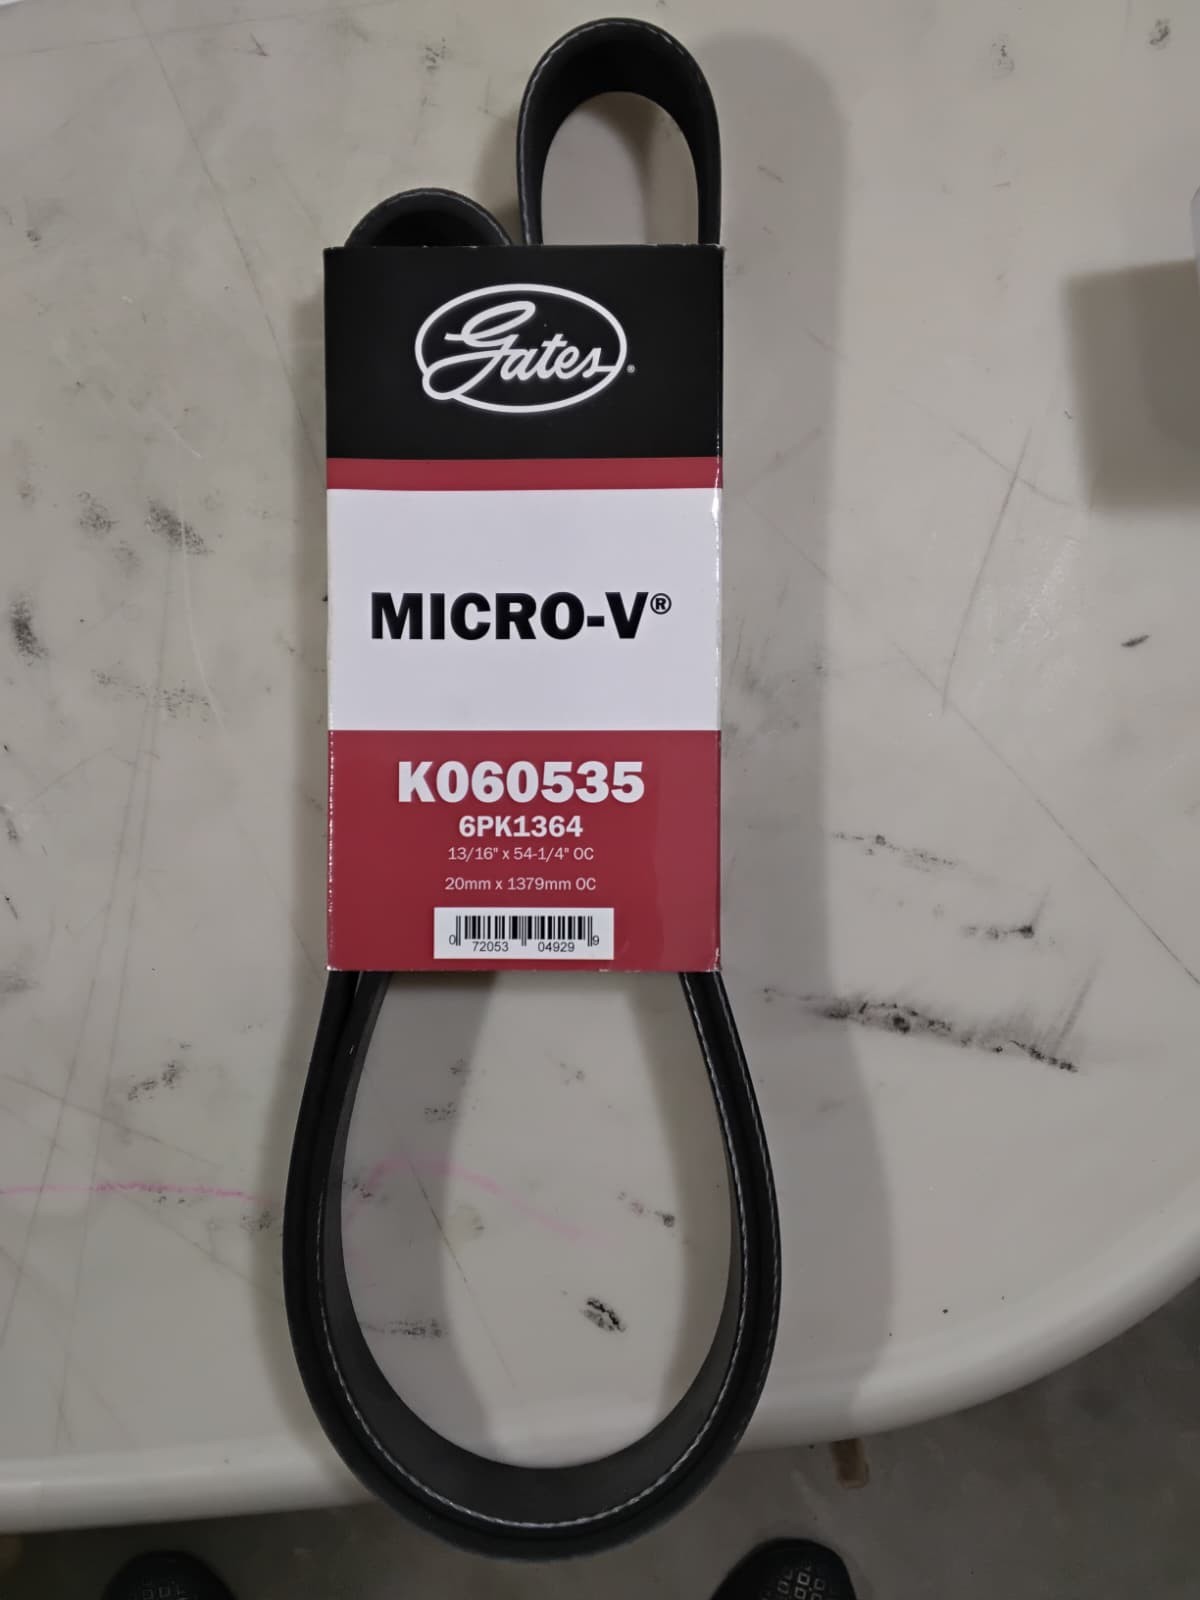 Gates®
MICRO-V®
K060535
6PK1364
13/16" x 54-1/4" OC
20mm x 1379mm OC
0 72053 04929 9